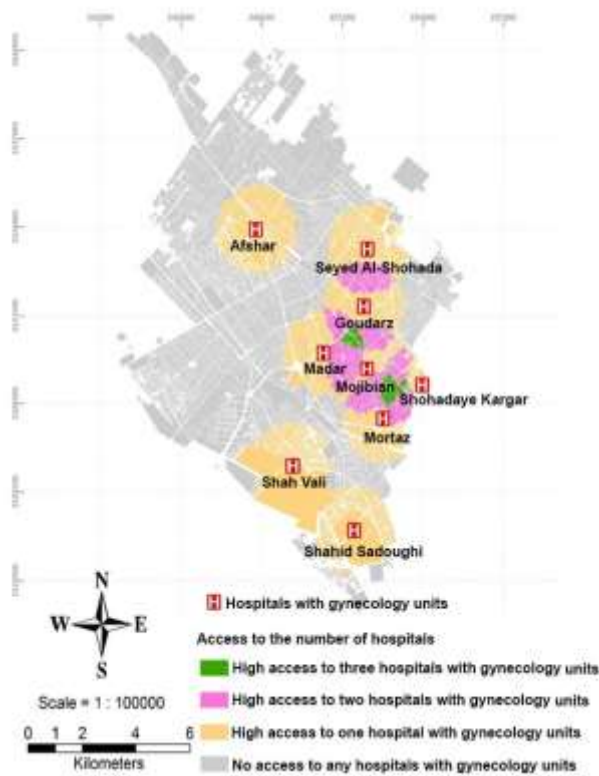 Afshar
Seyed Al-Shohada
Goudarz
Madar
Mojibian
Shohadaye Kargar
Mortaz
Shah Vali
Shahid Sadoughi
N
W E
S
H Hospitals with gynecology units
Access to the number of hospitals
High access to three hospitals with gynecology units
High access to two hospitals with gynecology units
High access to one hospital with gynecology units
No access to any hospitals with gynecology units
Scale = 1 : 100000
0 1 2 4 6
Kilometers